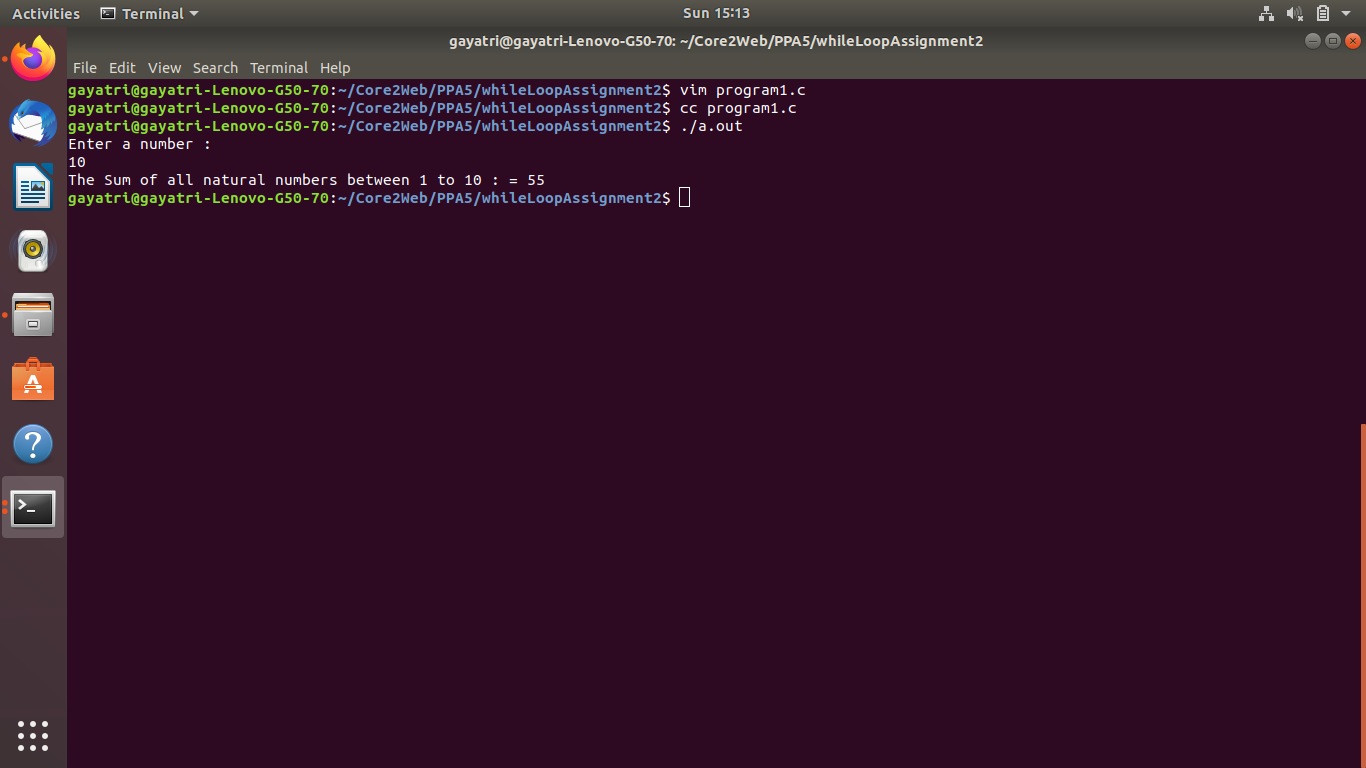 Activities Terminal Sun 15:13
gayatri@gayatri-Lenovo-G50-70: ~/Core2Web/PPA5/whileLoopAssignment2
File Edit View Search Terminal Help
gayatri@gayatri-Lenovo-G50-70:~/Core2Web/PPA5/whileLoopAssignment2$ vim program1.c
gayatri@gayatri-Lenovo-G50-70:~/Core2Web/PPA5/whileLoopAssignment2$ cc program1.c
gayatri@gayatri-Lenovo-G50-70:~/Core2Web/PPA5/whileLoopAssignment2$ ./a.out
Enter a number :
10
The Sum of all natural numbers between 1 to 10 : = 55
gayatri@gayatri-Lenovo-G50-70:~/Core2Web/PPA5/whileLoopAssignment2$